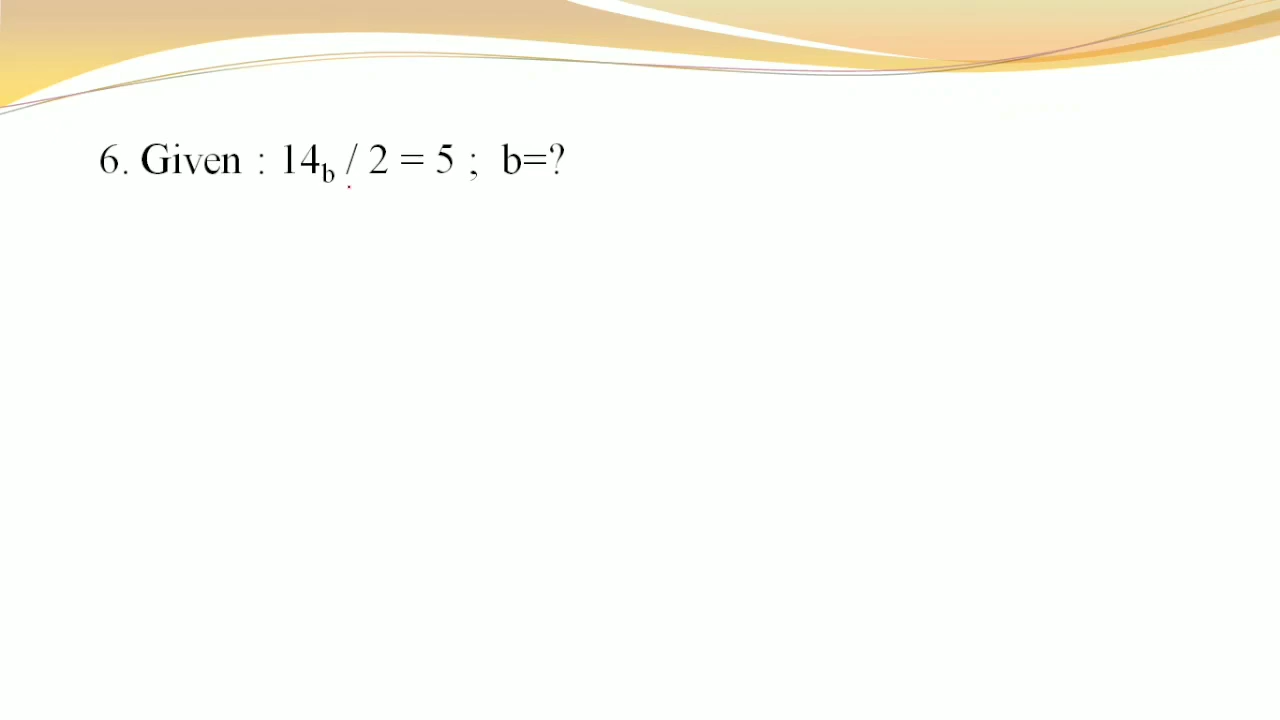 6. Given : 14b / 2 = 5 ; b=?